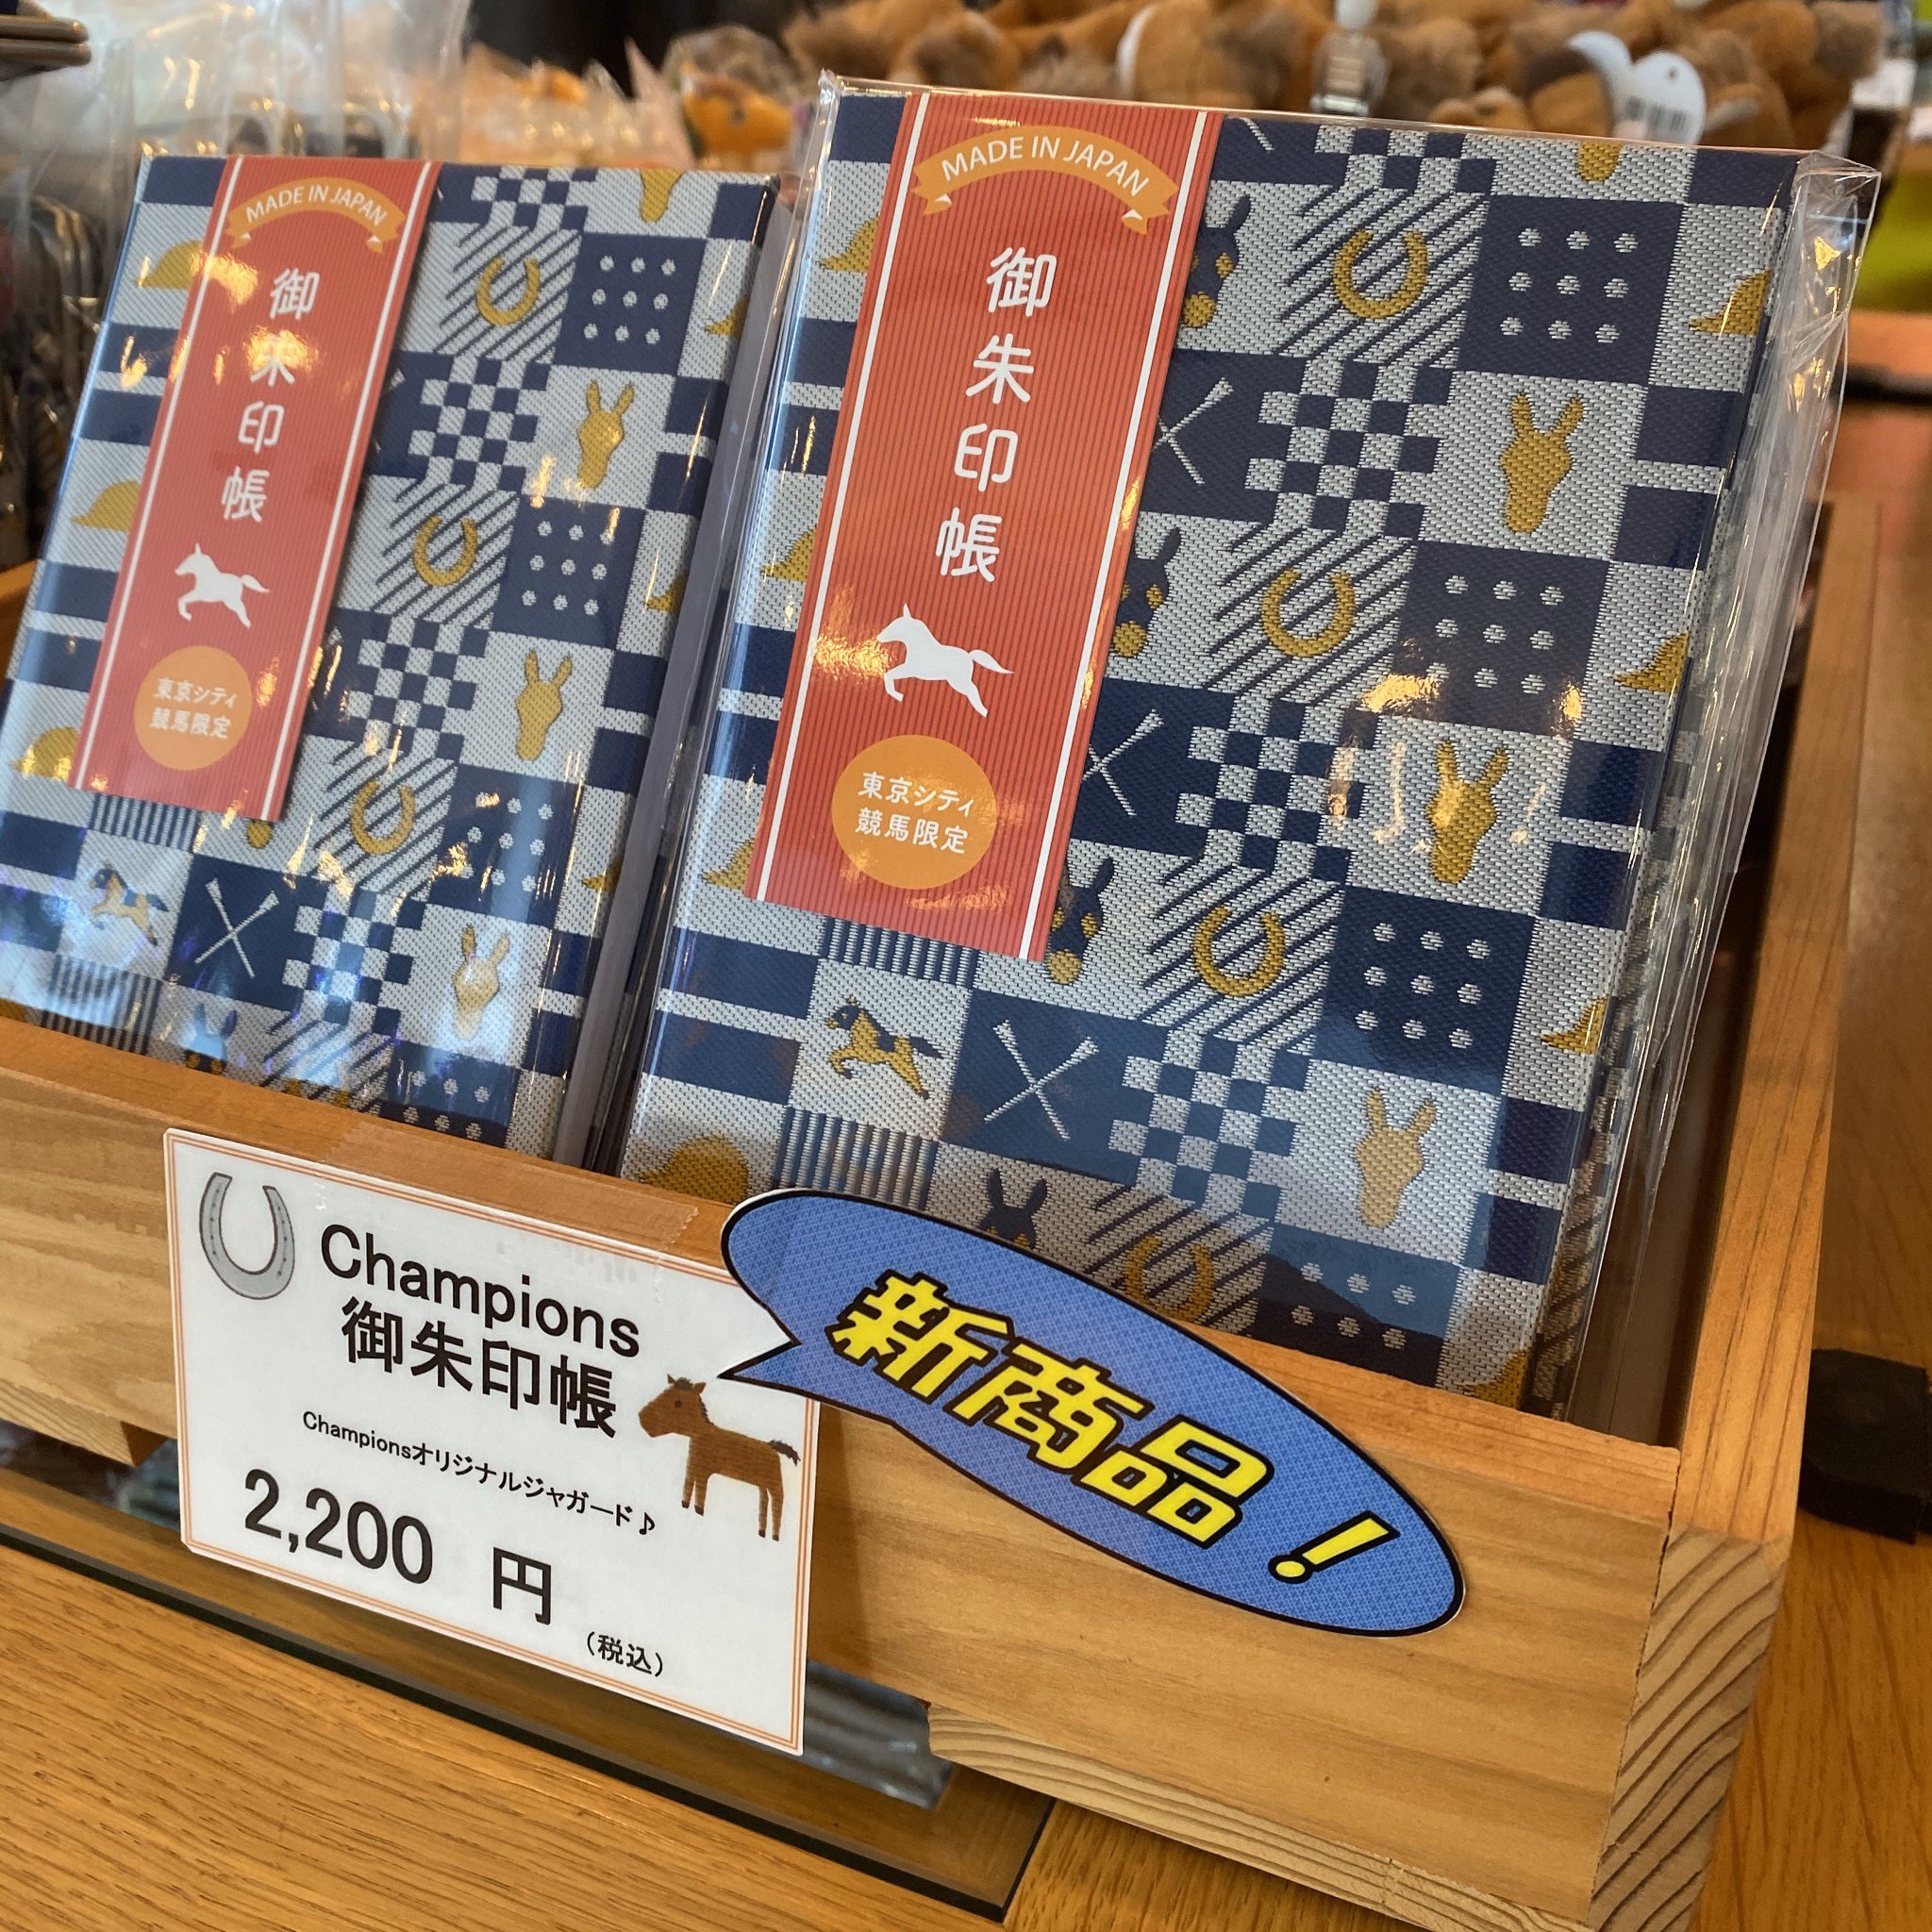 MADE IN JAPAN
御朱印帳
東京シティ
競馬限定
MADE IN JAPAN
御朱印帳
東京シティ
競馬限定
Champions
御朱印帳
Championsオリジナルジャガード♪
2,200 円
(税込)
新商品!